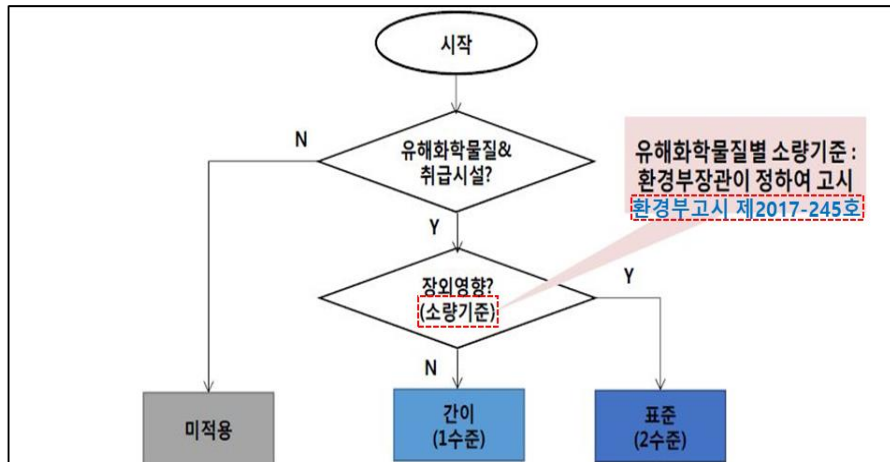 시작
N
유해화학물질&
취급시설?
유해화학물질별 소량기준 :
환경부장관이 정하여 고시
환경부고시 제2017-245호
Y
장외영향?
(소량기준)
Y
N
미적용
간이
(1수준)
표준
(2수준)